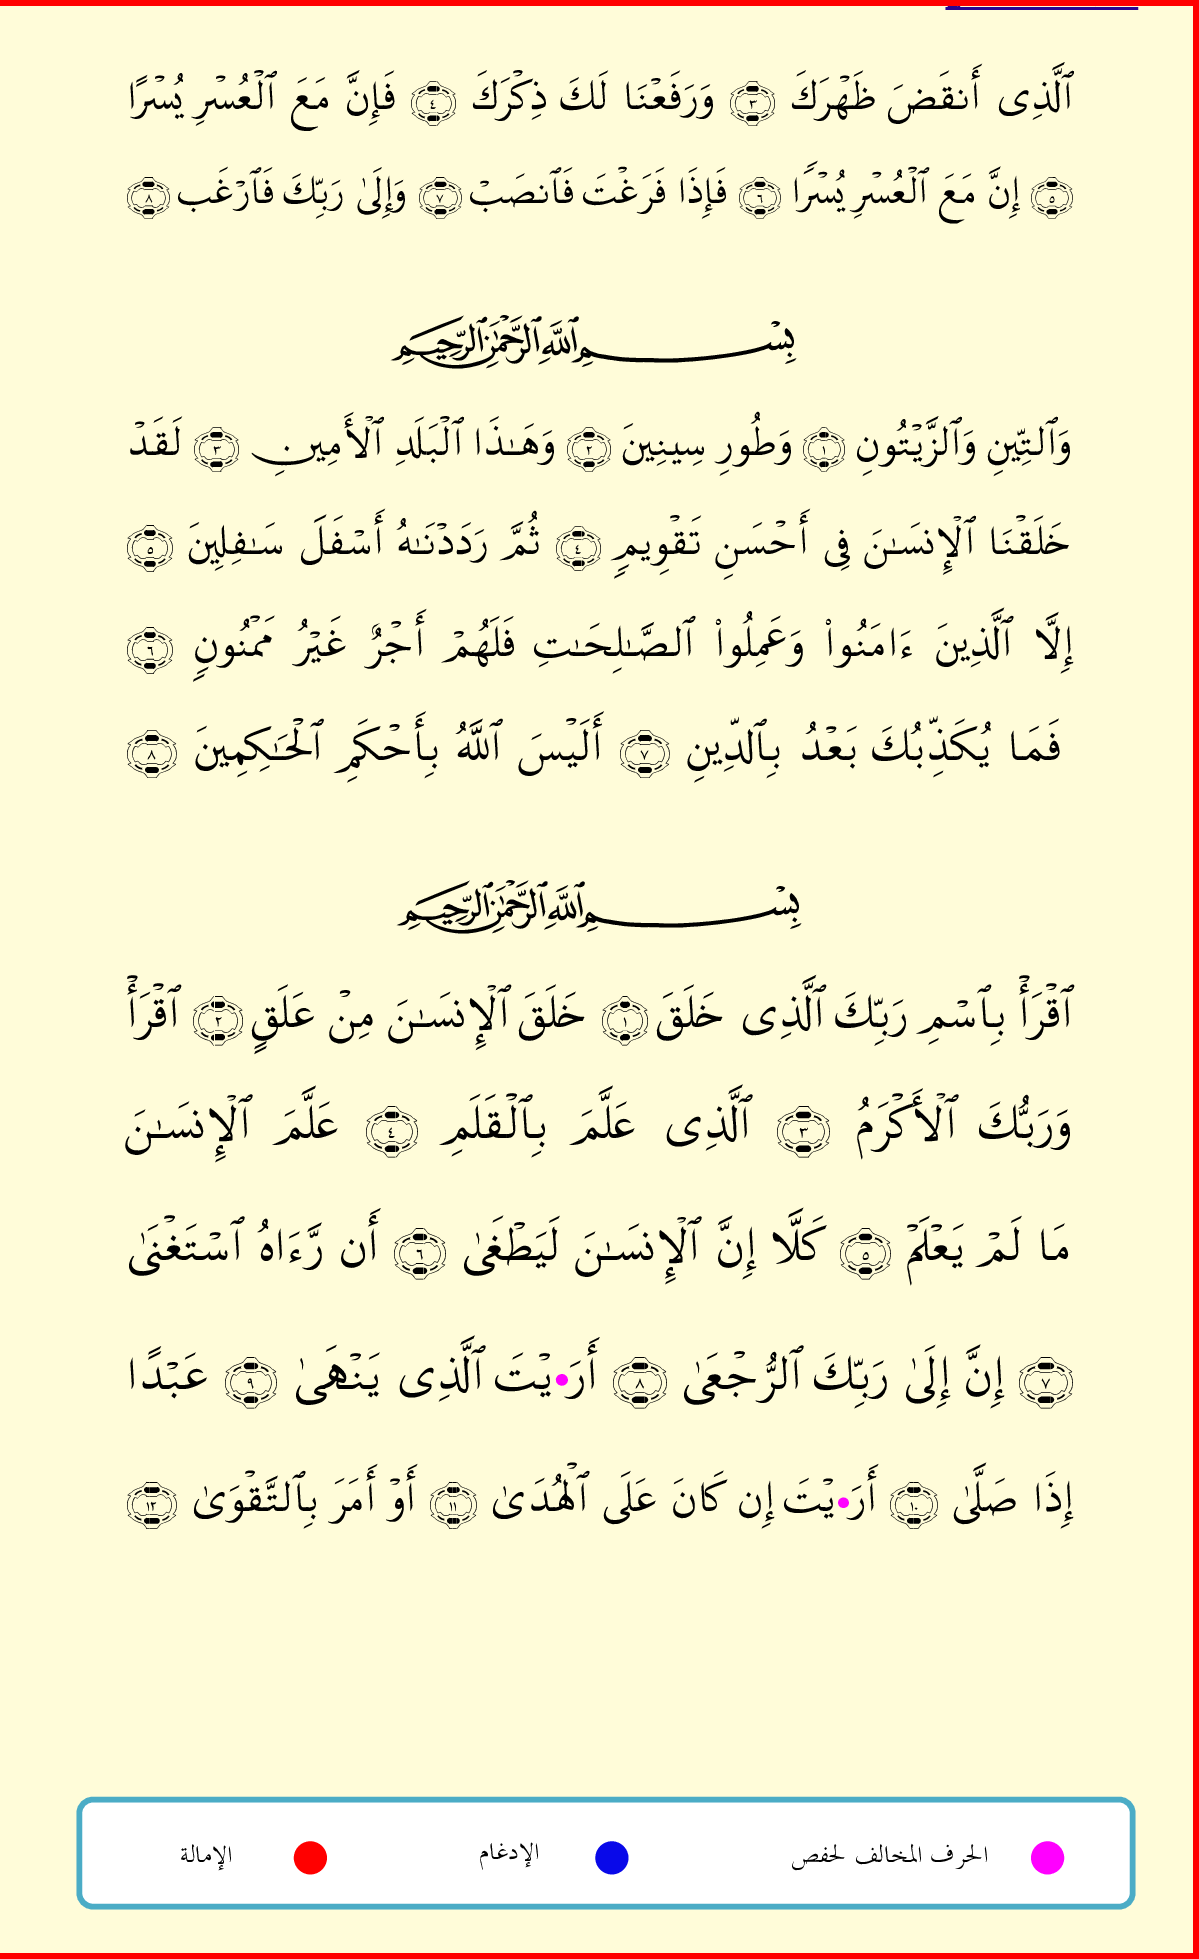 ٱلَّذِى أَنقَضَ ظَهْرَكَ ٣ وَرَفَعْنَا لَكَ ذِكْرَكَ ٤ فَإِنَّ مَعَ ٱلْعُسْرِ يُسْرًا
٥ إِنَّ مَعَ ٱلْعُسْرِ يُسْرًا ٦ فَإِذَا فَرَغْتَ فَٱنصَبْ ٧ وَإِلَىٰ رَبِّكَ فَٱرْغَب ٨
بِسْمِ ٱللَّهِ ٱلرَّحْمَٰنِ ٱلرَّحِيمِ
وَٱلتِّينِ وَٱلزَّيْتُونِ ١ وَطُورِ سِينِينَ ٢ وَهَـٰذَا ٱلْبَلَدِ ٱلْأَمِينِ ٣ لَقَدْ
خَلَقْنَا ٱلْإِنسَـٰنَ فِى أَحْسَنِ تَقْوِيمٍ ٤ ثُمَّ رَدَدْنَـٰهُ أَسْفَلَ سَـٰفِلِينَ ٥
إِلَّا ٱلَّذِينَ ءَامَنُوا۟ وَعَمِلُوا۟ ٱلصَّـٰلِحَـٰتِ فَلَهُمْ أَجْرٌ غَيْرُ مَمْنُونٍ ٦
فَمَا يُكَذِّبُكَ بَعْدُ بِٱلدِّينِ ٧ أَلَيْسَ ٱللَّهُ بِأَحْكَمِ ٱلْحَـٰكِمِينَ ٨
بِسْمِ ٱللَّهِ ٱلرَّحْمَٰنِ ٱلرَّحِيمِ
ٱقْرَأْ بِٱسْمِ رَبِّكَ ٱلَّذِى خَلَقَ ١ خَلَقَ ٱلْإِنسَـٰنَ مِنْ عَلَقٍ ٢ ٱقْرَأْ
وَرَبُّكَ ٱلْأَكْرَمُ ٣ ٱلَّذِى عَلَّمَ بِٱلْقَلَمِ ٤ عَلَّمَ ٱلْإِنسَـٰنَ
مَا لَمْ يَعْلَمْ ٥ كَلَّا إِنَّ ٱلْإِنسَـٰنَ لَيَطْغَىٰ ٦ أَن رَّءَاهُ ٱسْتَغْنَىٰ
٧ إِنَّ إِلَىٰ رَبِّكَ ٱلرُّجْعَىٰ ٨ أَرَ•يْتَ ٱلَّذِى يَنْهَىٰ ٩ عَبْدًا
إِذَا صَلَّىٰ ١٠ أَرَ•يْتَ إِن كَانَ عَلَى ٱلْهُدَىٰ ١١ أَوْ أَمَرَ بِٱلتَّقْوَىٰ ١٢
الحرف المخالف لحفص
الإدغام
الإمالة